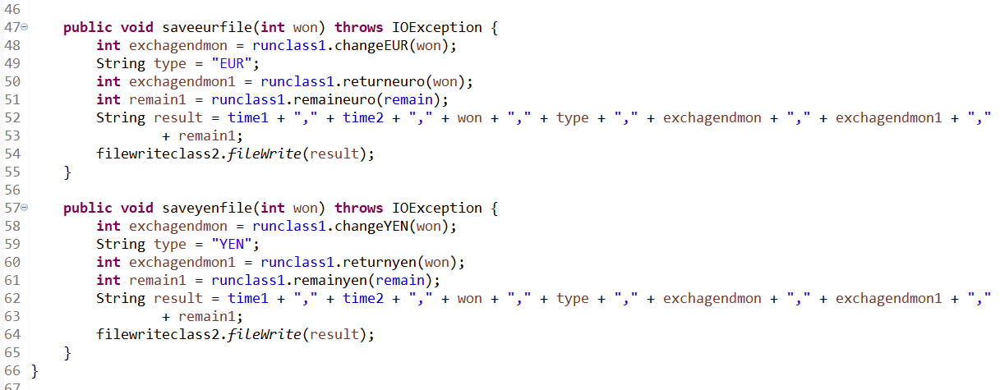 46
47    public void saveeurfile(int won) throws IOException {
48        int exchagendmon = runclass1.changeEUR(won);
49        String type = "EUR";
50        int exchagendmon1 = runclass1.returneuro(won);
51        int remain1 = runclass1.remaineuro(remain);
52        String result = time1 + "," + time2 + "," + won + "," + type + "," + exchagendmon + "," + exchagendmon1 + ","
53                + remain1;
54        filewriteclass2.fileWrite(result);
55    }
56
57    public void saveyenfile(int won) throws IOException {
58        int exchagendmon = runclass1.changeYEN(won);
59        String type = "YEN";
60        int exchagendmon1 = runclass1.returnyen(won);
61        int remain1 = runclass1.remainyen(remain);
62        String result = time1 + "," + time2 + "," + won + "," + type + "," + exchagendmon + "," + exchagendmon1 + ","
63                + remain1;
64        filewriteclass2.fileWrite(result);
65    }
66 }
67